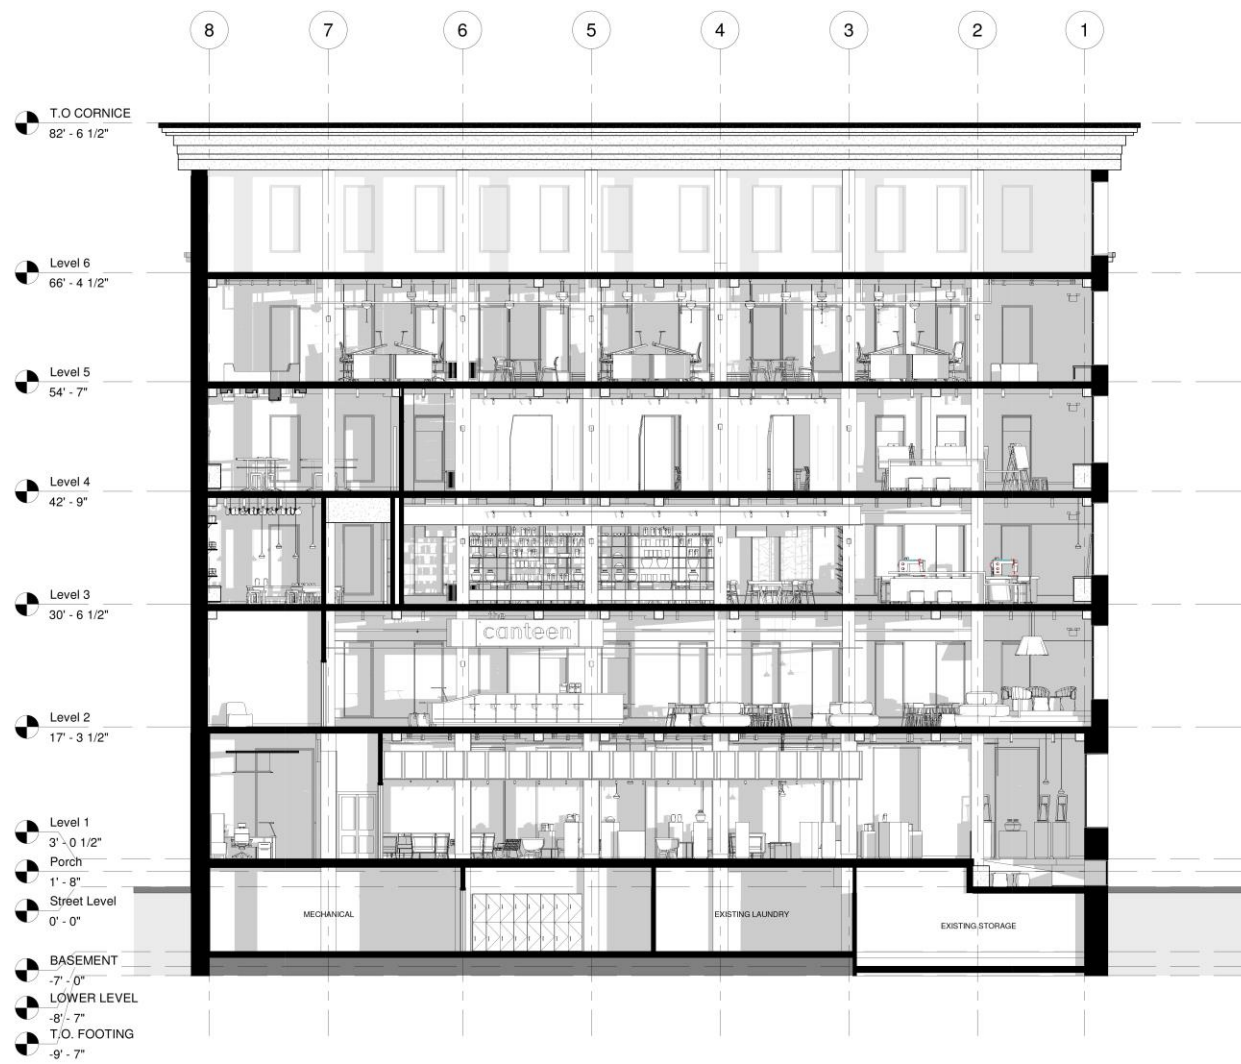 8 7 6 5 4 3 2 1
T.O CORNICE
82' - 6 1/2"
Level 6
66' - 4 1/2"
Level 5
54' - 7"
Level 4
42' - 9"
Level 3
30' - 6 1/2"
the
canteen
Level 2
17' - 3 1/2"
Level 1
3' - 0 1/2"
Porch
1' - 8"
Street Level
0' - 0"
MECHANICAL
EXISTING LAUNDRY
EXISTING STORAGE
BASEMENT
-7' - 0"
LOWER LEVEL
-8' - 7"
T.O. FOOTING
-9' - 7"